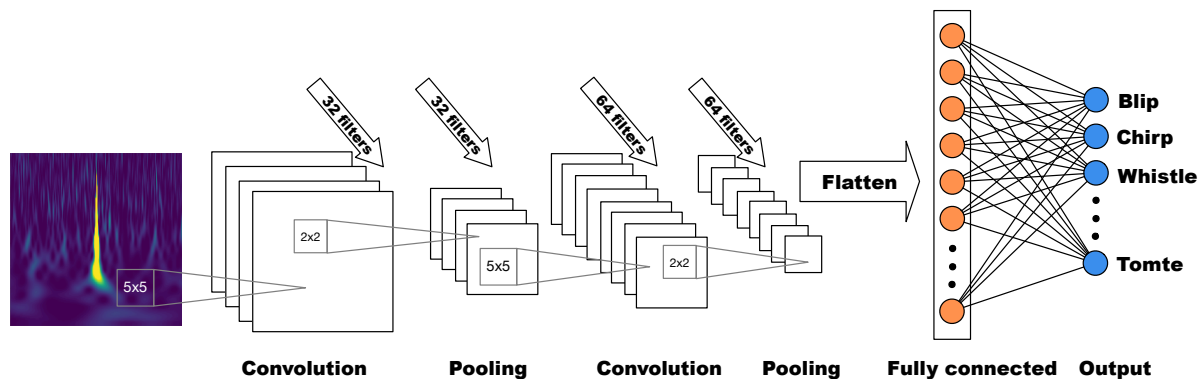 32 filters
32 filters
64 filters
64 filters
5x5
2x2
5x5
2x2
Flatten
Blip
Chirp
Whistle
Tomte
Convolution
Pooling
Convolution
Pooling
Fully connected
Output